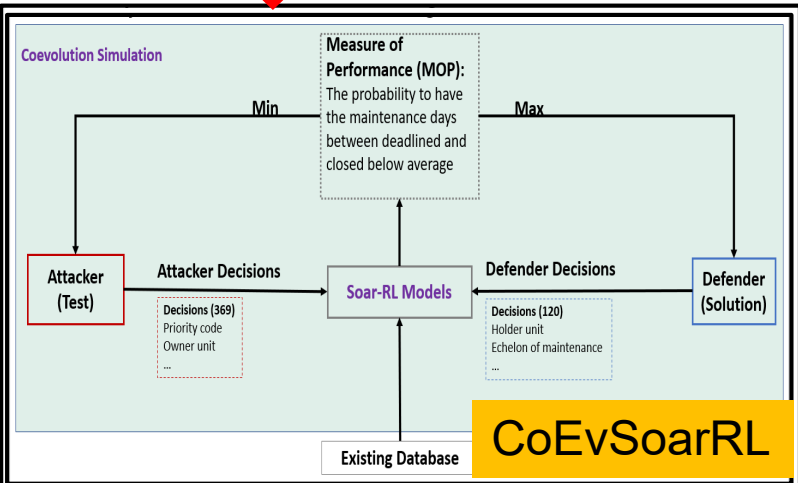 Coevolution Simulation
Measure of
Performance (MOP):
The probability to have
the maintenance days
between deadlined and
closed below average
Min
Max
Attacker
(Test)
Attacker Decisions
Decisions (369)
Priority code
Owner unit
...
Soar-RL Models
Defender Decisions
Decisions (120)
Holder unit
Echelon of maintenance
...
Defender
(Solution)
Existing Database
CoEvSoarRL